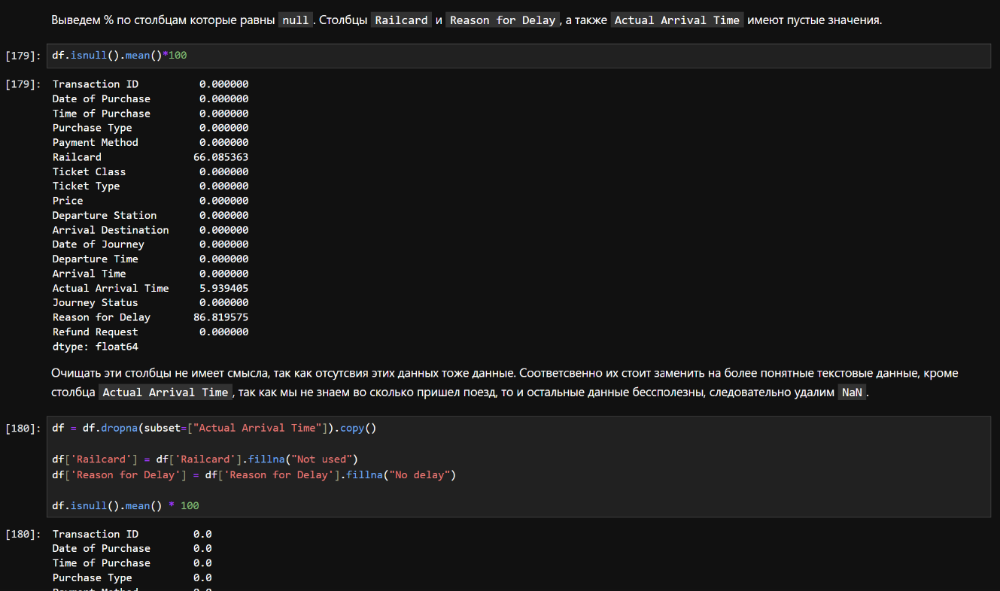 Выведем % по столбцам которые равны null. Столбцы Railcard и Reason for Delay, а также Actual Arrival Time имеют пустые значения.
[179]: df.isnull().mean()*100
[179]: Transaction ID 0.000000
Date of Purchase 0.000000
Time of Purchase 0.000000
Purchase Type 0.000000
Payment Method 0.000000
Railcard 66.085363
Ticket Class 0.000000
Ticket Type 0.000000
Price 0.000000
Departure Station 0.000000
Arrival Destination 0.000000
Date of Journey 0.000000
Departure Time 0.000000
Arrival Time 0.000000
Actual Arrival Time 5.939405
Journey Status 0.000000
Reason for Delay 86.819575
Refund Request 0.000000
dtype: float64
Очищать эти столбцы не имеет смысла, так как отсутсвия этих данных тоже данные. Соответсвенно их стоит заменить на более понятные текстовые данные, кроме
столбца Actual Arrival Time, так как мы не знаем во сколько пришел поезд, то и остальные данные бессполезны, следовательно удалим NaN.
[180]: df = df.dropna(subset=["Actual Arrival Time"]).copy()
df['Railcard'] = df['Railcard'].fillna("Not used")
df['Reason for Delay'] = df['Reason for Delay'].fillna("No delay")
df.isnull().mean() * 100
[180]: Transaction ID 0.0
Date of Purchase 0.0
Time of Purchase 0.0
Purchase Type 0.0
Payment Method 0.0